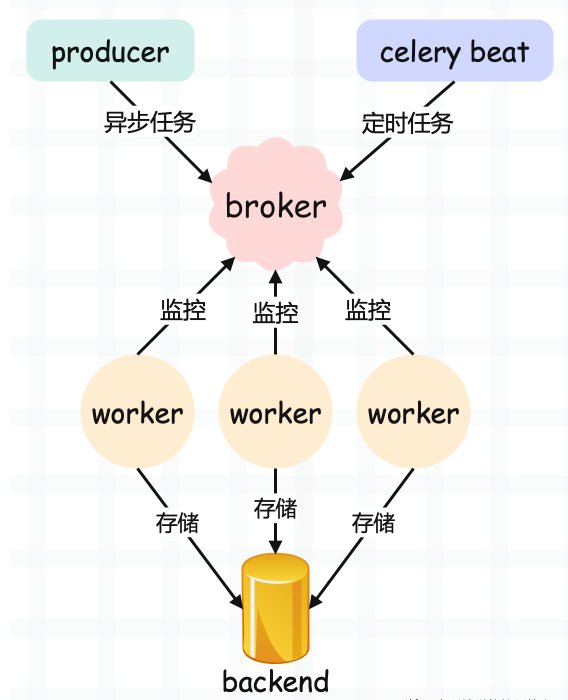 producer
celery beat
异步任务
定时任务
broker
监控
监控
监控
worker
worker
worker
存储
存储
存储
backend